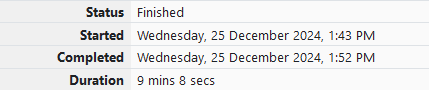 Status Finished
Started Wednesday, 25 December 2024, 1:43 PM
Completed Wednesday, 25 December 2024, 1:52 PM
Duration 9 mins 8 secs